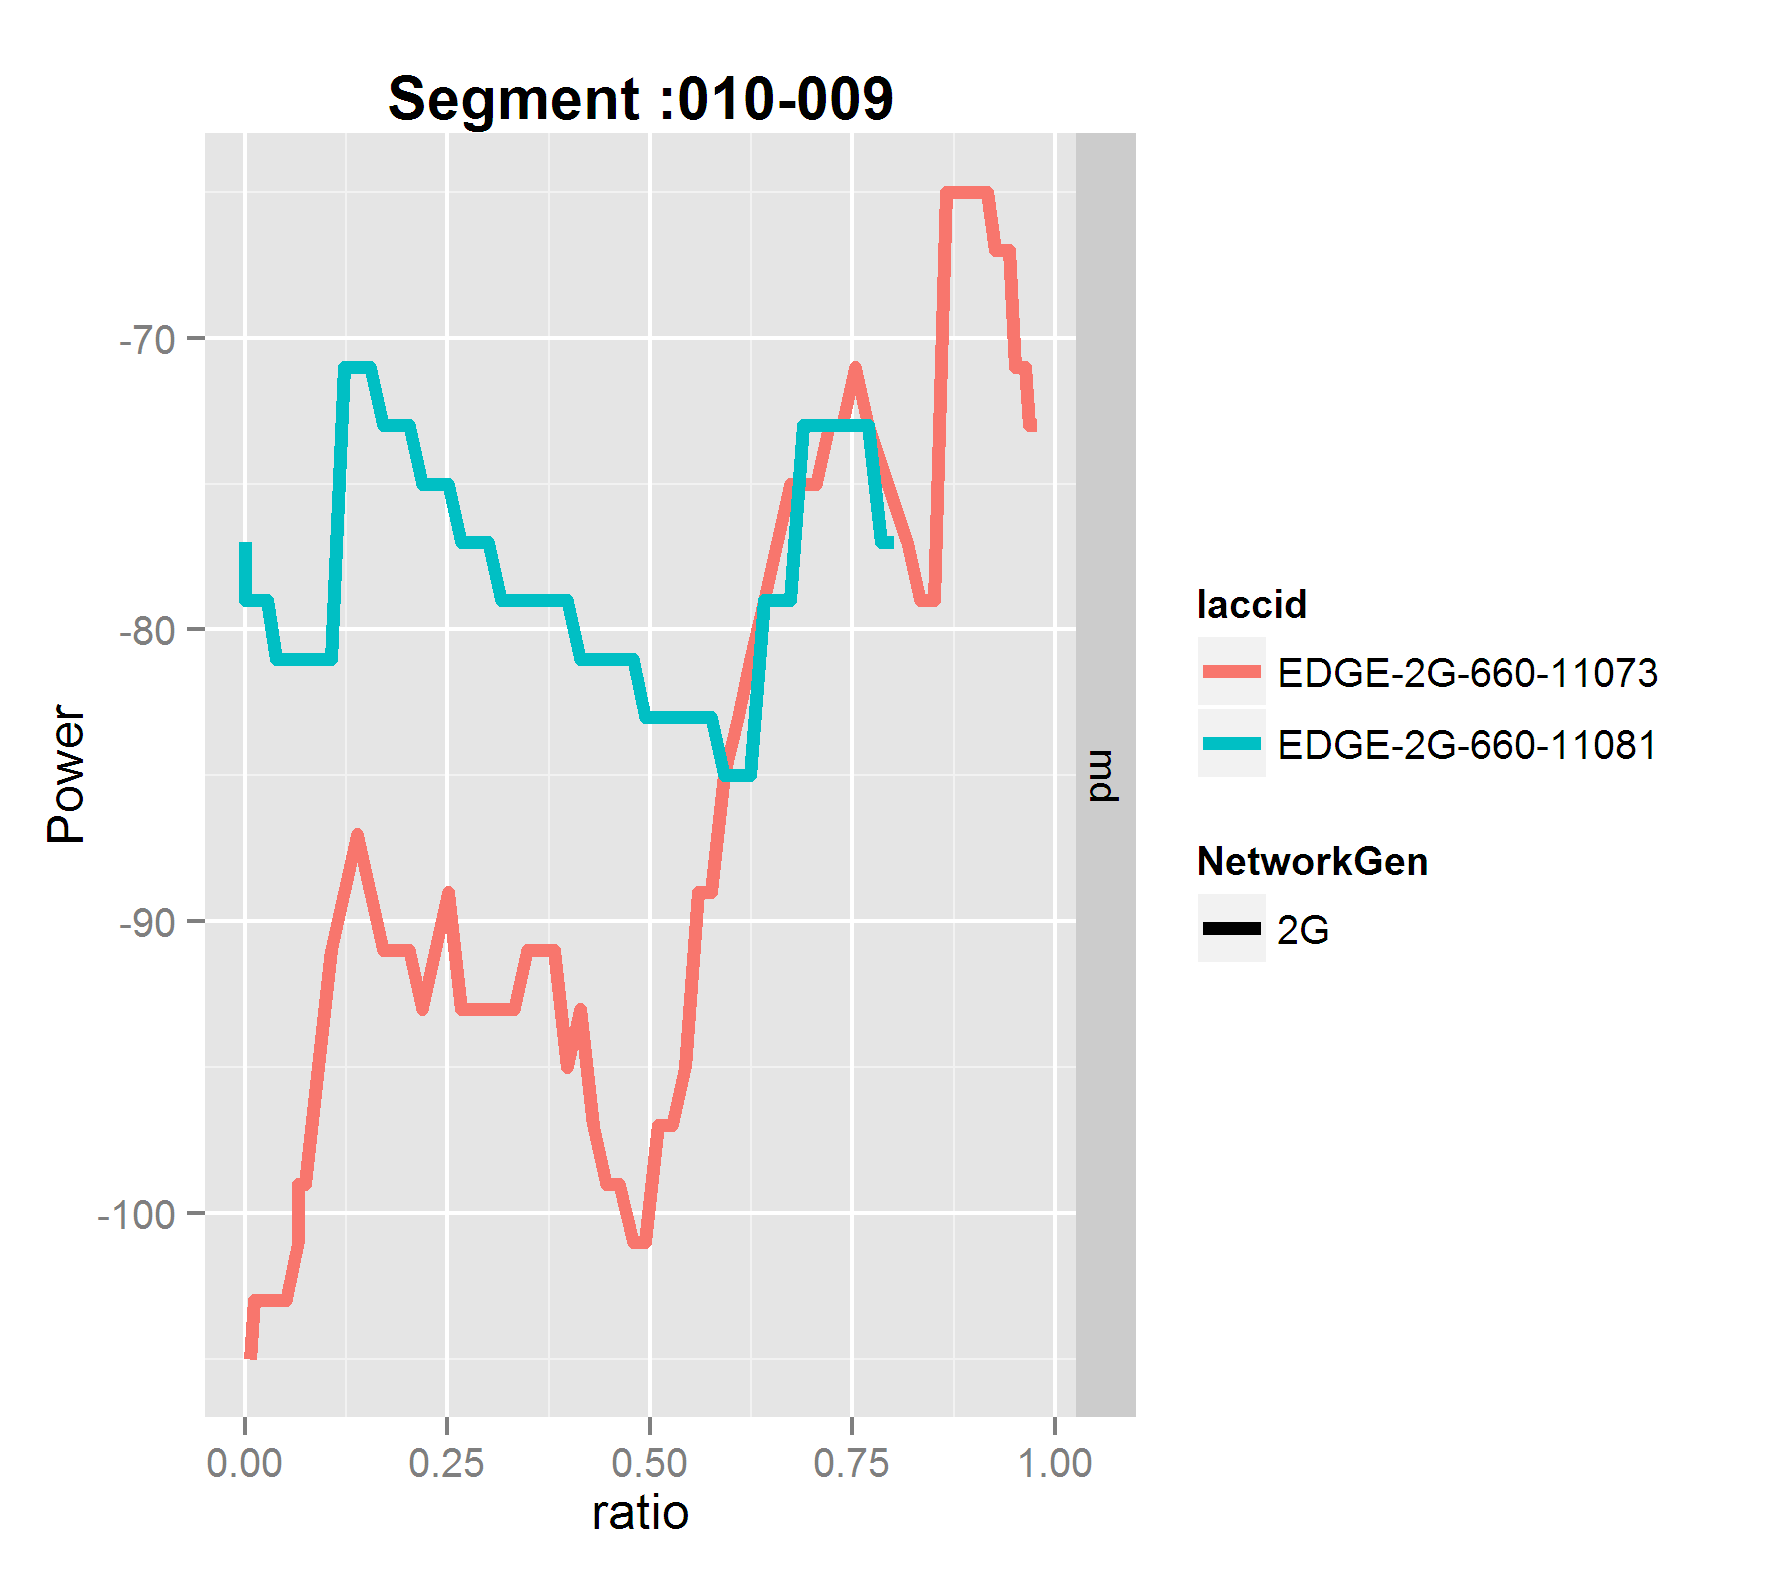 Segment :010-009
Power
-70
-80
-90
-100
0.00 0.25 0.50 0.75 1.00
ratio
md
laccid
EDGE-2G-660-11073
EDGE-2G-660-11081
NetworkGen
2G